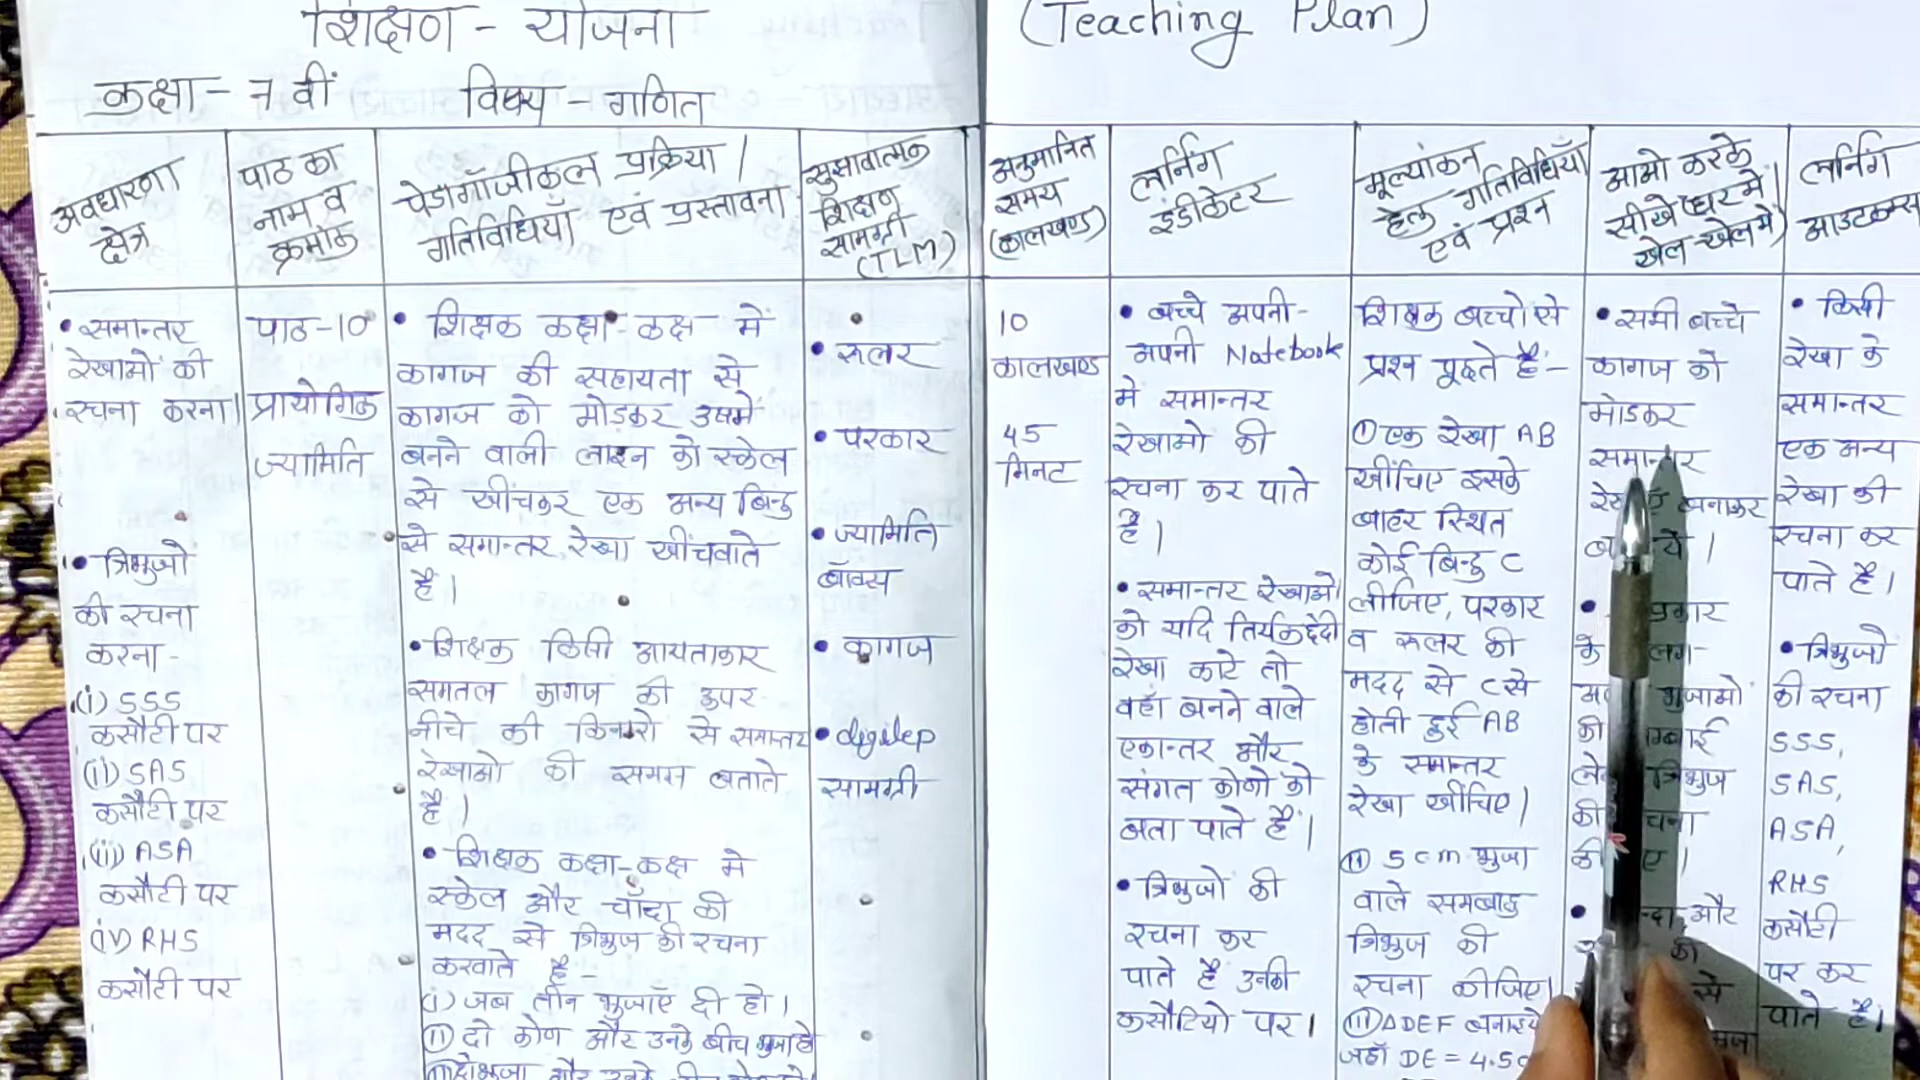 शिक्षण - योजना (Teaching Plan)
कक्षा - 7 वीं विषय - गणित
अवधारणा
क्षेत्र
पाठ का
नाम व
क्रमांक
पेडागॉजीकल प्रक्रिया /
गतिविधियाँ एवं प्रस्तावना
सुझावात्मक
शिक्षण
सामग्री
(TLM)
अनुमानित
समय
(कालखण्ड)
लर्निंग
इंडीकेटर
मूल्यांकन
हेतु गतिविधियाँ
एवं प्रश्न
आओ करके
सीखे (घर में /
खेल-खेल में)
लर्निंग
आउटकम्स
• समान्तर
रेखाओ की
रचना करना।
• त्रिभुजों
की रचना
करना -
(i) SSS
कसौटी पर
(ii) SAS
कसौटी पर
(iii) ASA
कसौटी पर
(iv) RHS
कसौटी पर
पाठ-10
प्रायोगिक
ज्यामिति
• शिक्षक कक्षा कक्ष में
कागज की सहायता से
कागज को मोड़कर उसमें
बनने वाली लाइन को स्केल
से खींचकर एक अन्य बिन्दु
से समान्तर रेखा खींचवाते
है।
• शिक्षक किसी आयताकार
समतल कागज की ऊपर
नीचे की किनारो से समान्तर
रेखाओ की समझ बताते
है।
• शिक्षक कक्षा-कक्ष मे
स्केल और चाँदा की
मदद से त्रिभुज की रचना
करवाते है -
(i) जब तीन भुजाएँ दी हो।
(ii) दो कोण और उनके बीच भुजा हो
• रूलर
• परकार
• ज्यामिति
बॉक्स
• कागज
• digilep
सामग्री
10
कालखण्ड
45
मिनट
• बच्चे अपनी-
अपनी Notebook
मे समान्तर
रेखाओ की
रचना कर पाते
है।
• समान्तर रेखाओ
को यदि तिर्यकछेदी
रेखा काटे तो
वहाँ बनने वाले
एकान्तर और
संगत कोणो को
बता पाते है।
• त्रिभुजों की
रचना कर
पाते है उनकी
कसौटियो पर।
शिक्षक बच्चो से
प्रश्न पूछते है-
(i) एक रेखा AB
खींचिए इसके
बाहर स्थित
कोई बिन्दु C
लीजिए, परकार
व रूलर की
मदद से C से
होती हुई AB
के समान्तर
रेखा खींचिए।
(ii) 5 cm भुजा
वाले समबाहु
त्रिभुज की
रचना कीजिए।
(iii) ∆DEF बनाइये
जहाँ DE = 4.5
• सभी बच्चे
कागज को
मोडकर
समान्तर
बनाकर
• किसी
रेखा के
समान्तर
एक अन्य
रेखा की
रचना कर
पाते है।
• त्रिभुजो
की रचना
SSS,
SAS,
ASA,
RHS
कसौटी
पर कर
पाते है।